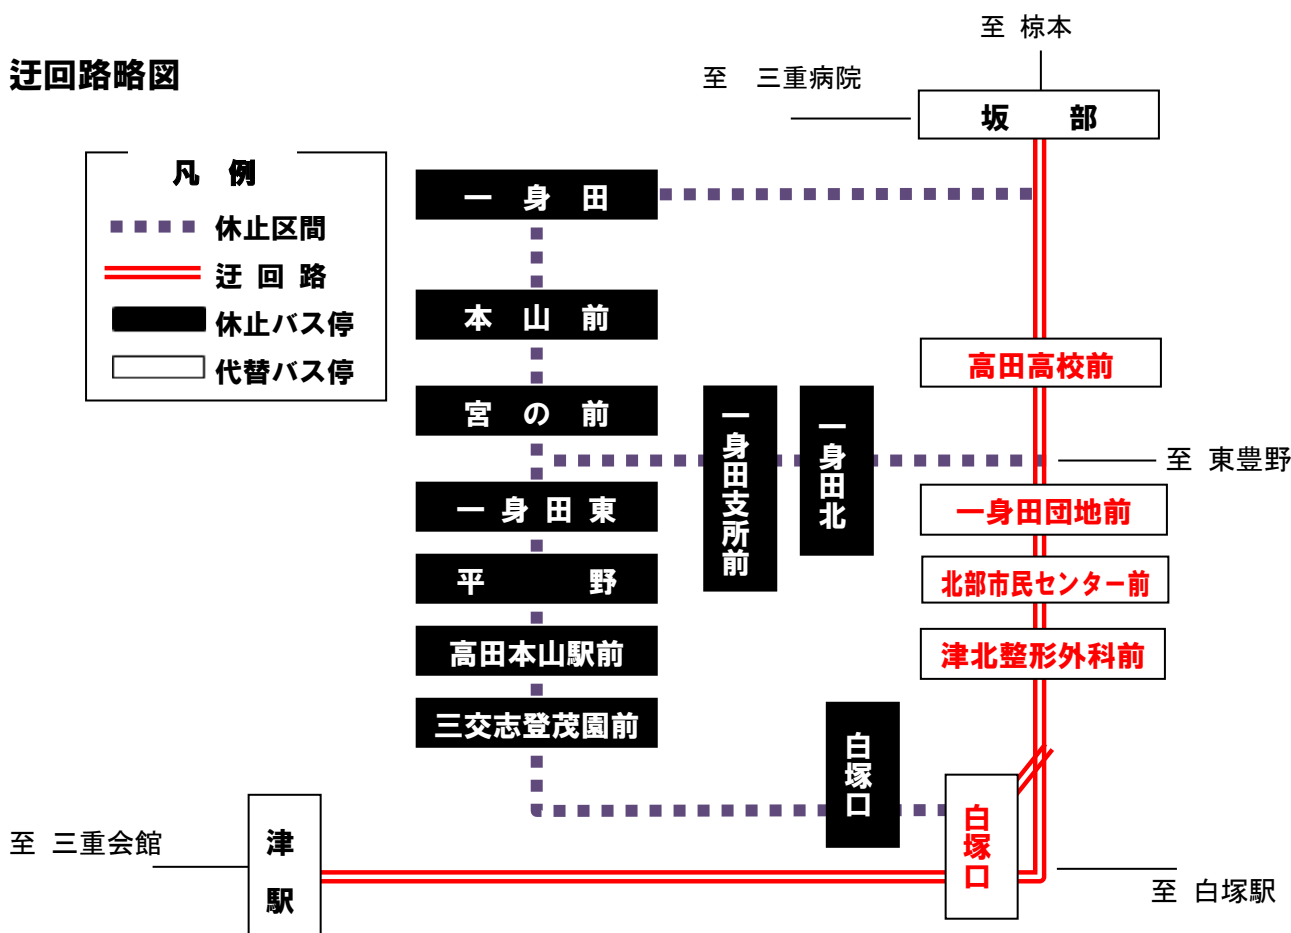 迂回路略図
至 椋本
至 三重病院
坂 部
凡 例
休止区間
迂 回 路
休止バス停
代替バス停
一 身 田
本 山 前
宮 の 前
一 身 田 東
平 野
高田本山駅前
三交志登茂園前
一身田支所前
一身田北
白塚口
高田高校前
至 東豊野
一身田団地前
北部市民センター前
津北整形外科前
白塚口
至 白塚駅
至 三重会館
津駅